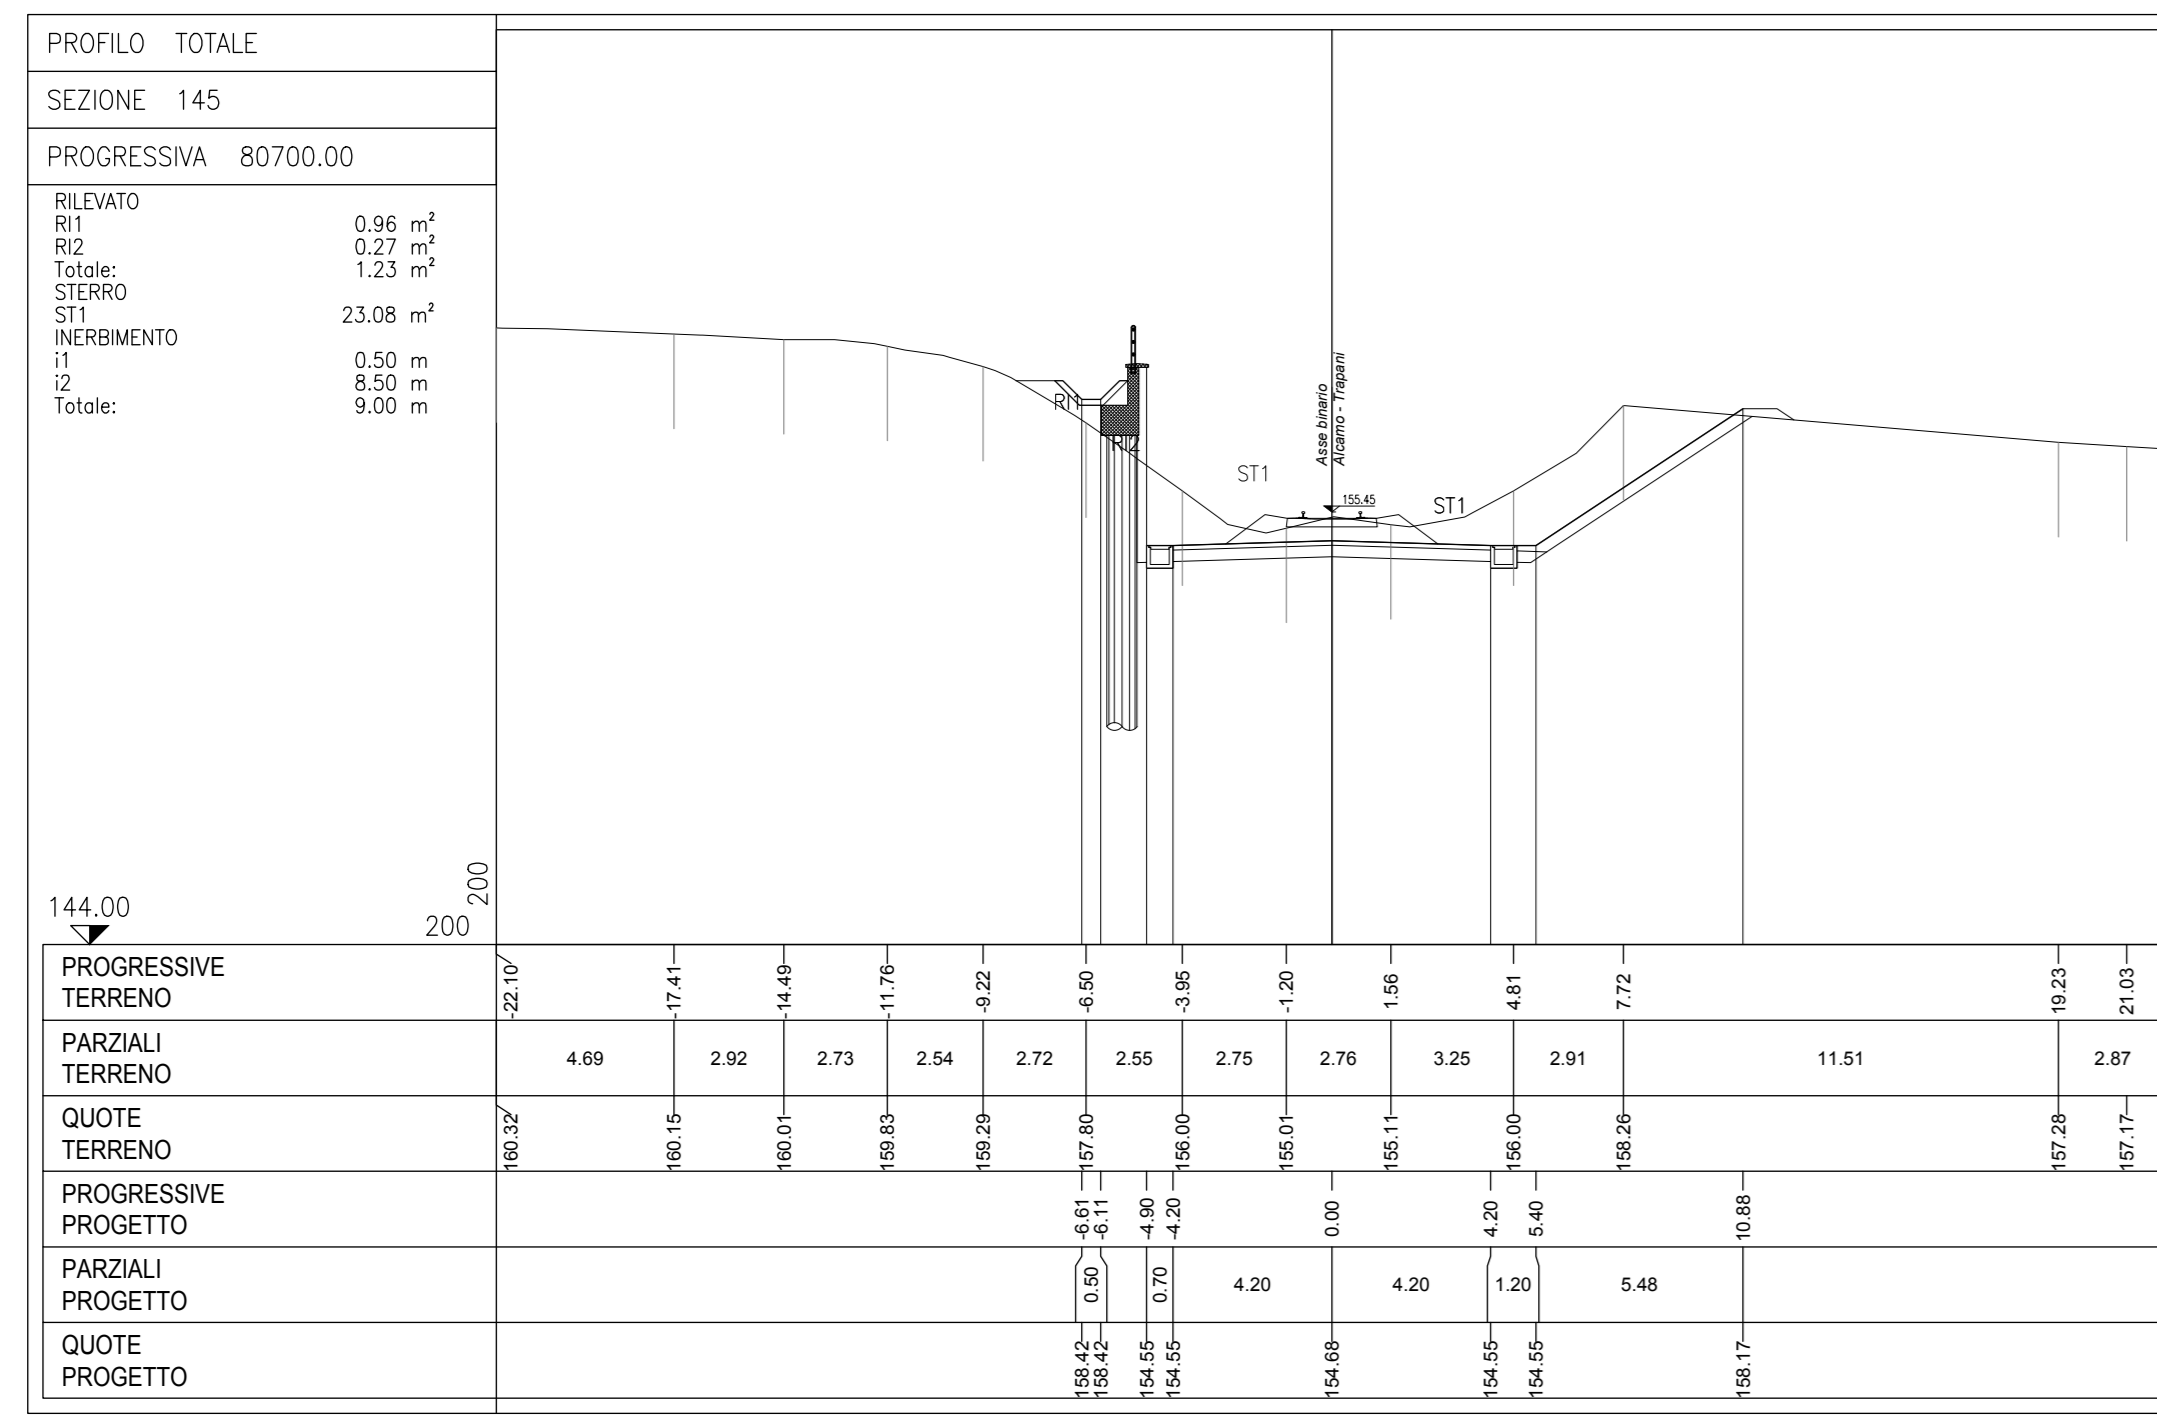 PROFILO TOTALE
SEZIONE 145
PROGRESSIVA 80700.00
RILEVATO
RI1 0.96 m²
RI2 0.27 m²
Totale: 1.23 m²
STERRO
ST1 23.08 m²
INERBIMENTO
i1 0.50 m
i2 8.50 m
Totale: 9.00 m
RI1
RI2
ST1
Asse binario
Alcamo - Trapani
155.45
ST1
200
144.00
200
PROGRESSIVE
TERRENO
-22.10 -17.41 -14.49 -11.76 -9.22 -6.50 -3.95 -1.20 1.56 4.81 7.72 19.23 21.03
PARZIALI
TERRENO
4.69 2.92 2.73 2.54 2.72 2.55 2.75 2.76 3.25 2.91 11.51 2.87
QUOTE
TERRENO
160.32 160.15 160.01 159.83 159.29 157.80 156.00 155.01 155.11 156.00 158.26 157.28 157.17
PROGRESSIVE
PROGETTO
-6.61 -6.11 -4.90 -4.20 0.00 4.20 5.40 10.88
PARZIALI
PROGETTO
0.50 0.70 4.20 4.20 1.20 5.48
QUOTE
PROGETTO
158.42 158.42 154.55 154.55 154.68 154.55 154.55 158.17